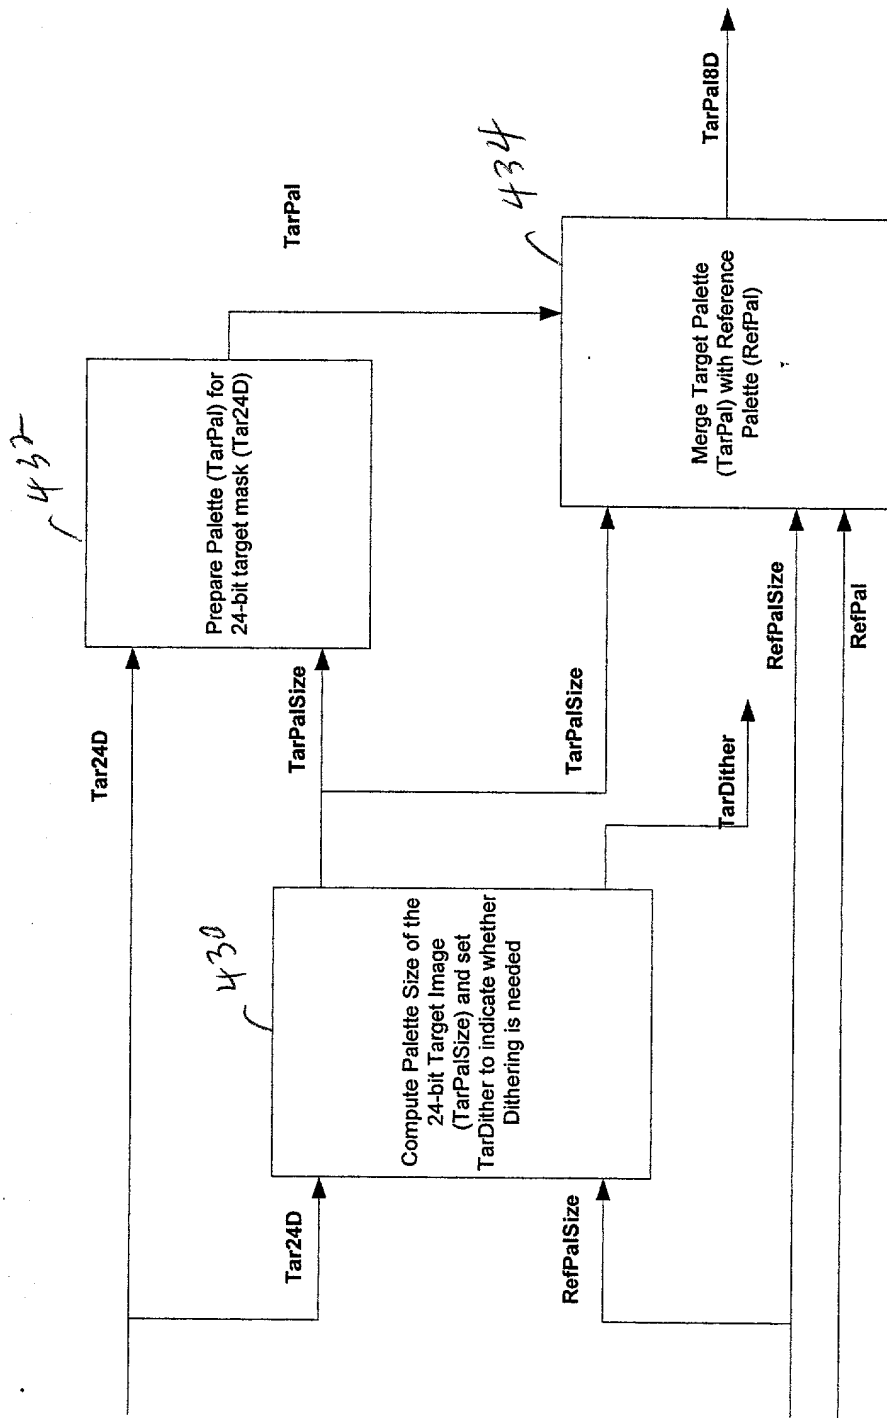 Tar24D
432
Prepare Palette (TarPal) for
24-bit target mask (Tar24D)
TarPal
TarPalSize
Tar24D
430
Compute Palette Size of the
24-bit Target Image
(TarPalSize) and set
TarDither to indicate whether
Dithering is needed
TarPalSize
434
Merge Target Palette
(TarPal) with Reference
Palette (RefPal)
TarPal8D
RefPalSize
TarDither
RefPalSize
RefPal